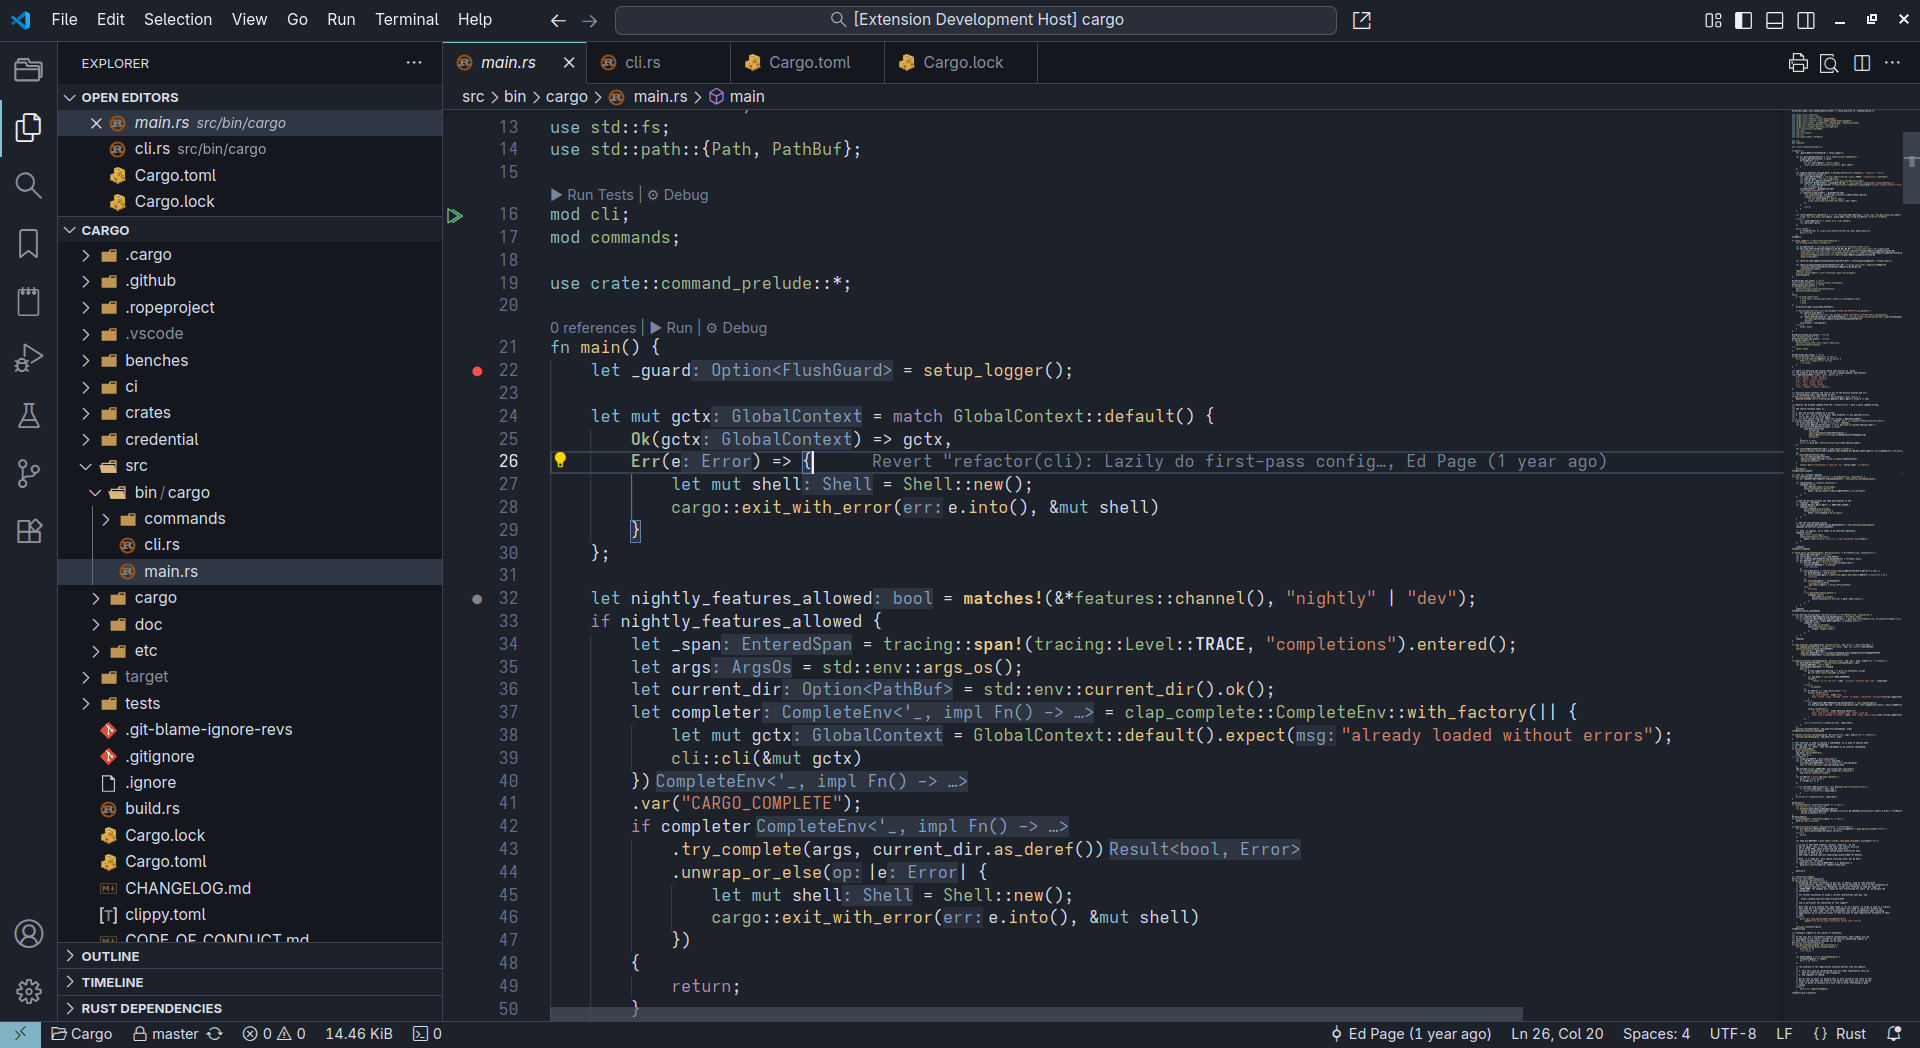 File Edit Selection View Go Run Terminal Help
[Extension Development Host] cargo
EXPLORER
OPEN EDITORS
main.rs src/bin/cargo
cli.rs src/bin/cargo
Cargo.toml
Cargo.lock
CARGO
.cargo
.github
.ropeproject
.vscode
benches
ci
crates
credential
src
bin / cargo
commands
cli.rs
main.rs
cargo
doc
etc
target
tests
.git-blame-ignore-revs
.gitignore
.ignore
build.rs
Cargo.lock
Cargo.toml
CHANGELOG.md
clippy.toml
CODE_OF_CONDUCT.md
OUTLINE
TIMELINE
RUST DEPENDENCIES
main.rs cli.rs Cargo.toml Cargo.lock
src > bin > cargo > main.rs > main
13 use std::fs;
14 use std::path::{Path, PathBuf};
15
▶ Run Tests | ⚙ Debug
16 mod cli;
17 mod commands;
18
19 use crate::command_prelude::*;
20
0 references | ▶ Run | ⚙ Debug
21 fn main() {
22 let _guard: Option<FlushGuard> = setup_logger();
23
24 let mut gctx: GlobalContext = match GlobalContext::default() {
25 Ok(gctx: GlobalContext) => gctx,
26 Err(e: Error) => { Revert "refactor(cli): Lazily do first-pass config…, Ed Page (1 year ago)
27 let mut shell: Shell = Shell::new();
28 cargo::exit_with_error(err: e.into(), &mut shell)
29 }
30 };
31
32 let nightly_features_allowed: bool = matches!(&*features::channel(), "nightly" | "dev");
33 if nightly_features_allowed {
34 let _span: EnteredSpan = tracing::span!(tracing::Level::TRACE, "completions").entered();
35 let args: ArgsOs = std::env::args_os();
36 let current_dir: Option<PathBuf> = std::env::current_dir().ok();
37 let completer: CompleteEnv<'_, impl Fn() -> …> = clap_complete::CompleteEnv::with_factory(|| {
38 let mut gctx: GlobalContext = GlobalContext::default().expect(msg: "already loaded without errors");
39 cli::cli(&mut gctx)
40 }) CompleteEnv<'_, impl Fn() -> …>
41 .var("CARGO_COMPLETE");
42 if completer CompleteEnv<'_, impl Fn() -> …>
43 .try_complete(args, current_dir.as_deref()) Result<bool, Error>
44 .unwrap_or_else(op: |e: Error| {
45 let mut shell: Shell = Shell::new();
46 cargo::exit_with_error(err: e.into(), &mut shell)
47 })
48 {
49 return;
50 }
Cargo master 0 0 14.46 KiB 0 Ed Page (1 year ago) Ln 26, Col 20 Spaces: 4 UTF-8 LF {} Rust